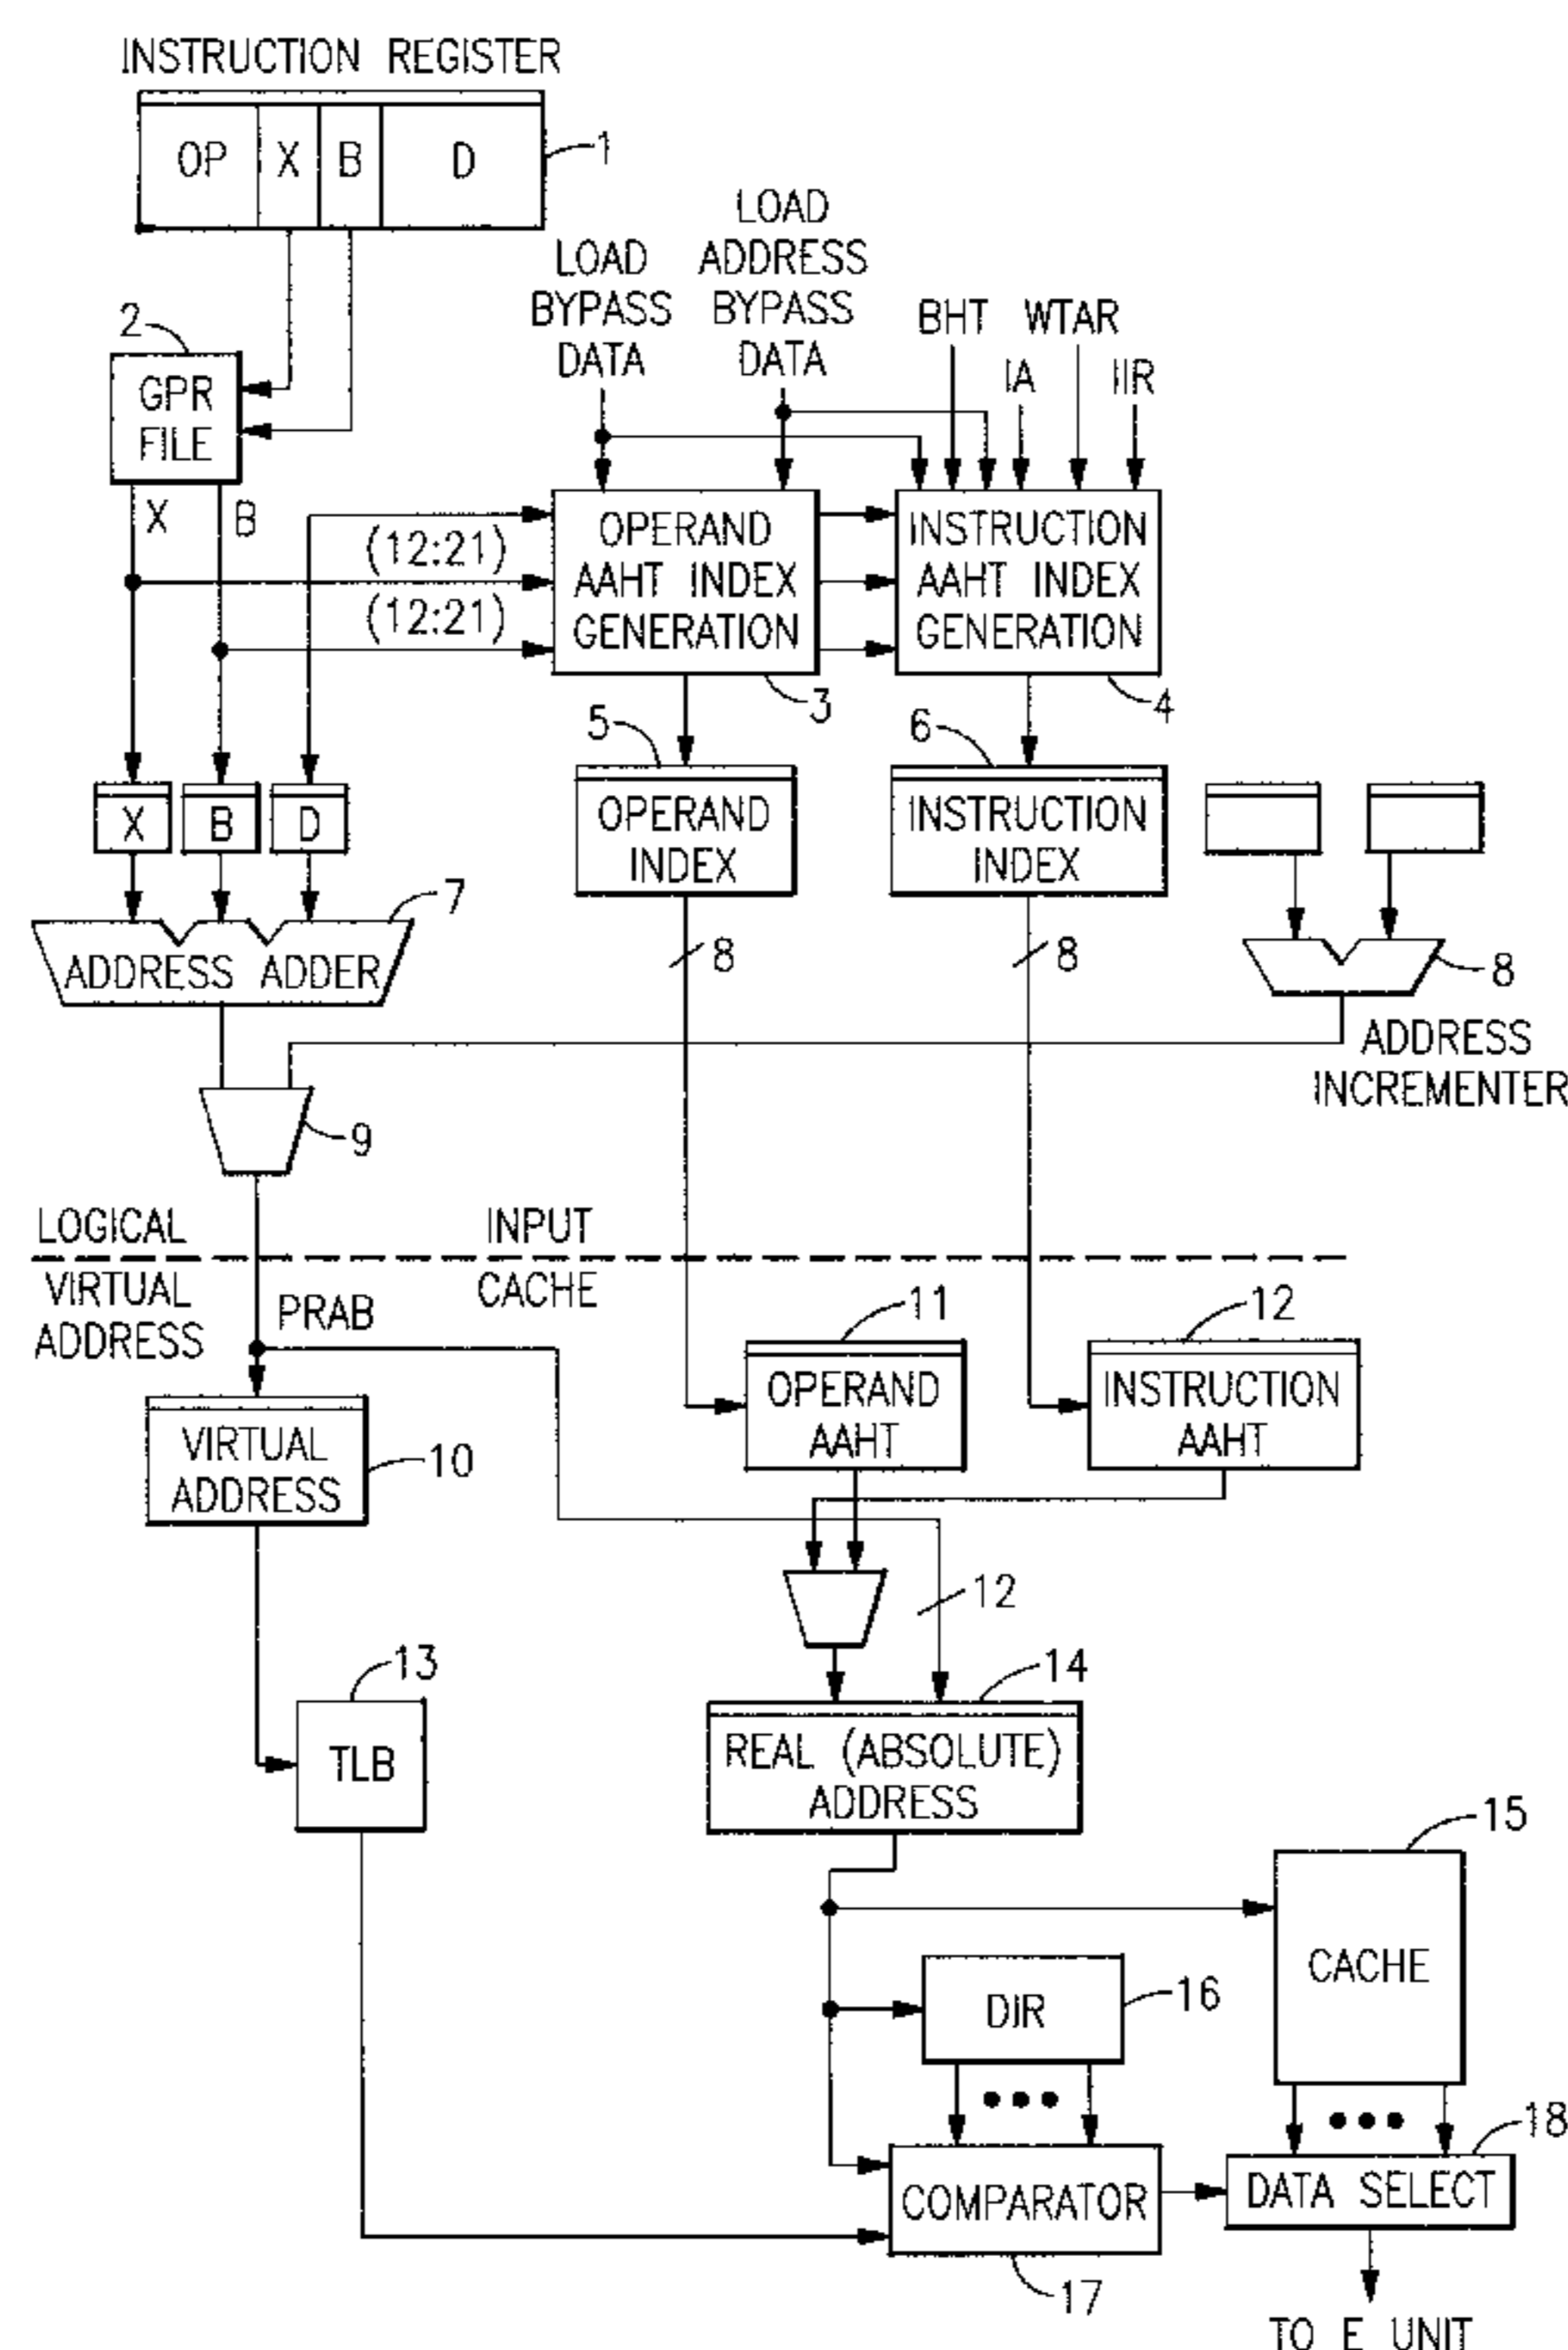 INSTRUCTION REGISTER
OP X B D
1
LOAD
BYPASS
DATA
LOAD
ADDRESS
BYPASS
DATA
BHT WTAR
IA IIR
2
GPR
FILE
X B
(12:21)
(12:21)
OPERAND
AAHT INDEX
GENERATION
3
INSTRUCTION
AAHT INDEX
GENERATION
4
5
OPERAND
INDEX
6
INSTRUCTION
INDEX
X B D
7
ADDRESS ADDER
8
8
8
ADDRESS
INCREMENTER
9
LOGICAL
INPUT
VIRTUAL
ADDRESS
CACHE
PRAB
11
OPERAND
AAHT
12
INSTRUCTION
AAHT
VIRTUAL
ADDRESS
10
12
13
TLB
14
REAL (ABSOLUTE)
ADDRESS
15
CACHE
16
DIR
COMPARATOR
17
18
DATA SELECT
TO E UNIT